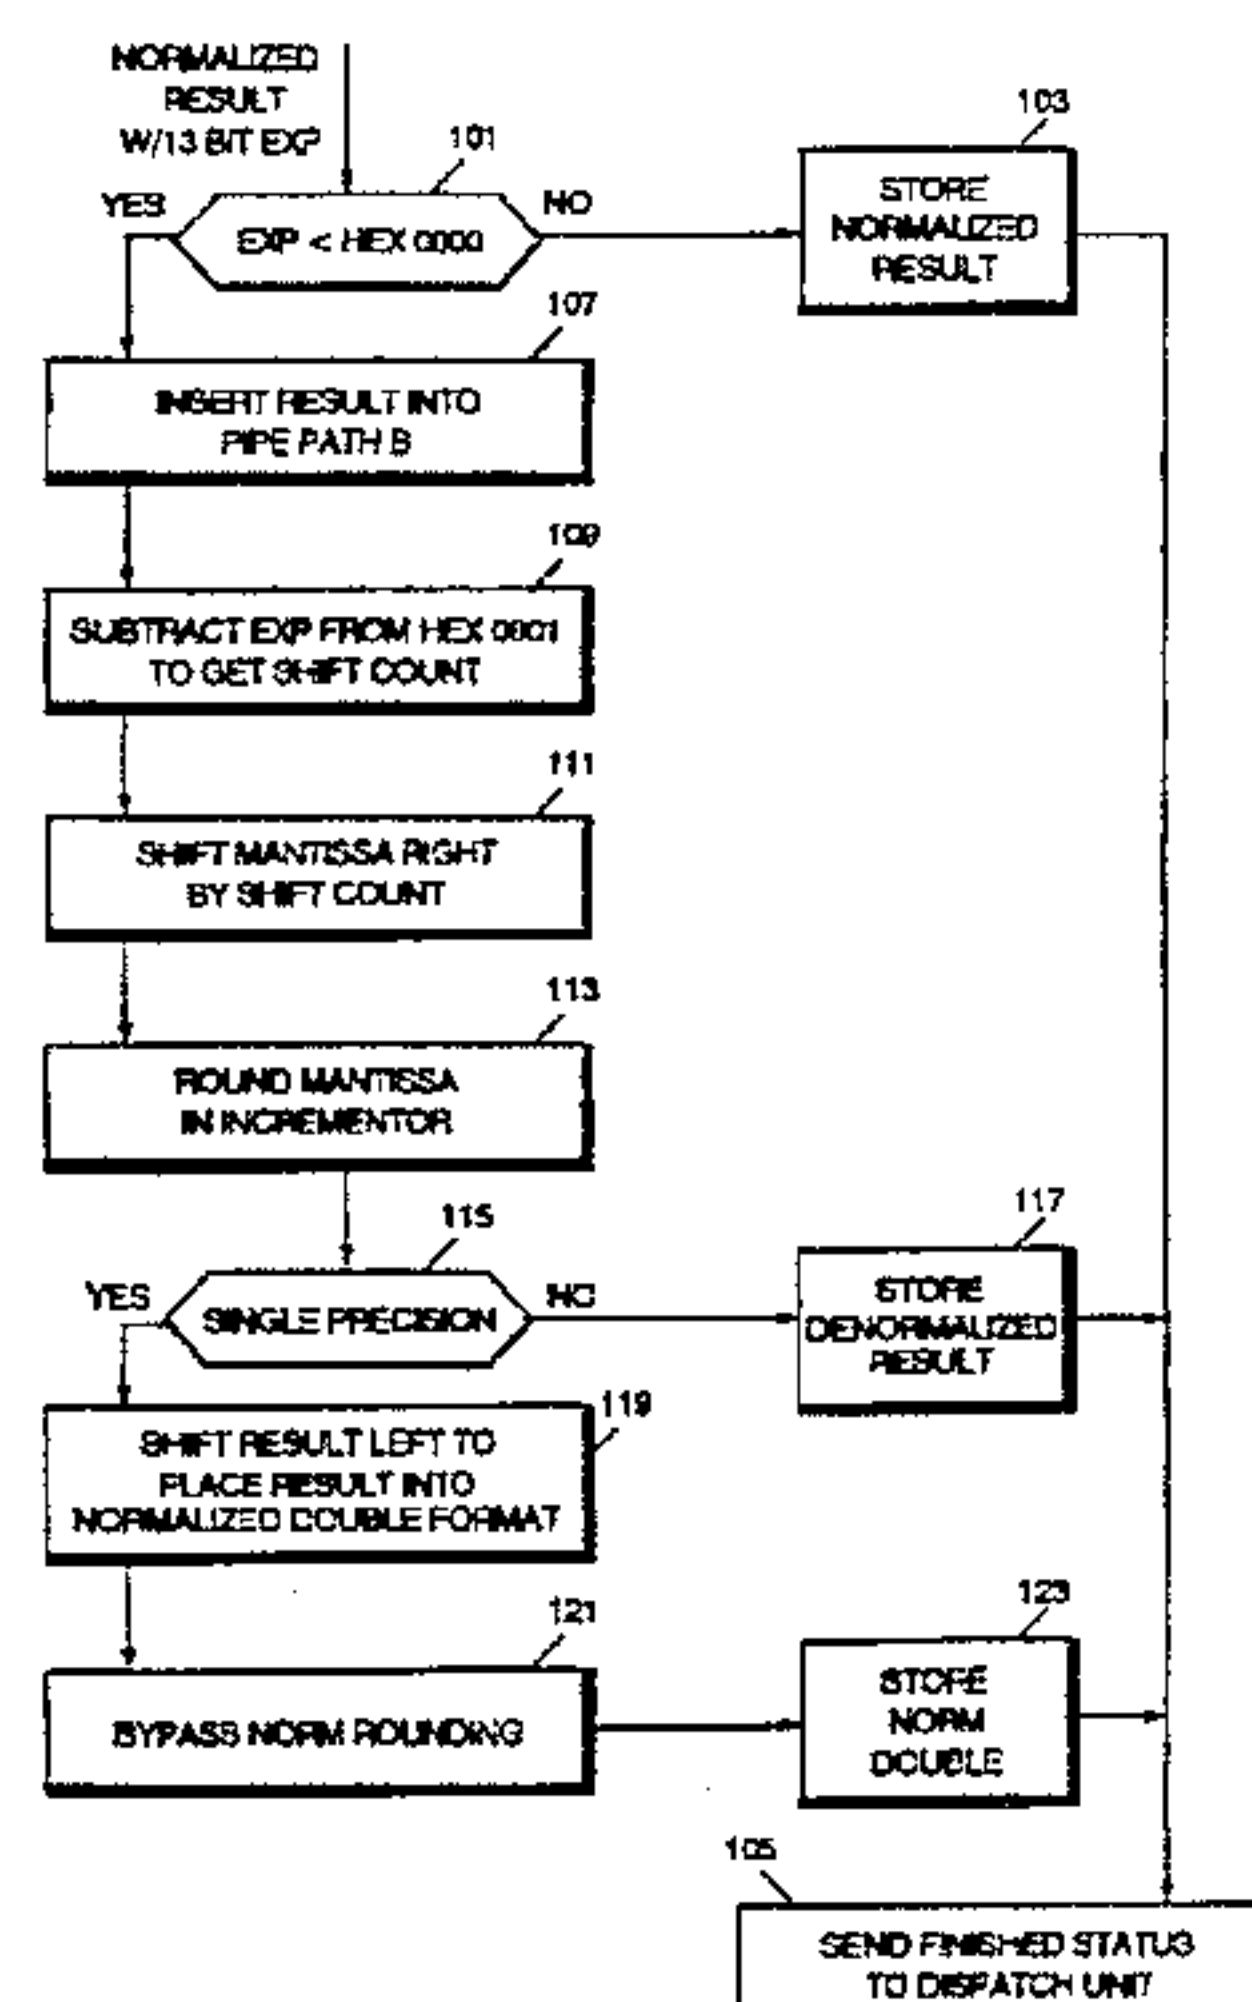 NORMALIZED
RESULT
W/13 BIT EXP
101
YES
NO
EXP < HEX 0000
103
STORE
NORMALIZED
RESULT
107
INSERT RESULT INTO
PIPE PATH B
109
SUBTRACT EXP FROM HEX 0001
TO GET SHIFT COUNT
111
SHIFT MANTISSA RIGHT
BY SHIFT COUNT
113
ROUND MANTISSA
IN INCREMENTOR
115
YES
NO
SINGLE PRECISION
117
STORE
DENORMALIZED
RESULT
119
SHIFT RESULT LEFT TO
PLACE RESULT INTO
NORMALIZED DOUBLE FORMAT
121
BYPASS NORM ROUNDING
123
STORE
NORM
DOUBLE
105
SEND FINISHED STATUS
TO DISPATCH UNIT